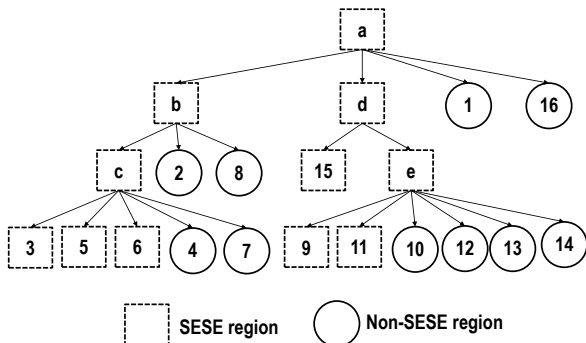 a
b d 1 16
c 2 8 15 e
3 5 6 4 7 9 11 10 12 13 14
SESE region Non-SESE region